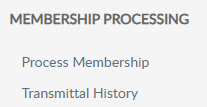 MEMBERSHIP PROCESSING
Process Membership
Transmittal History